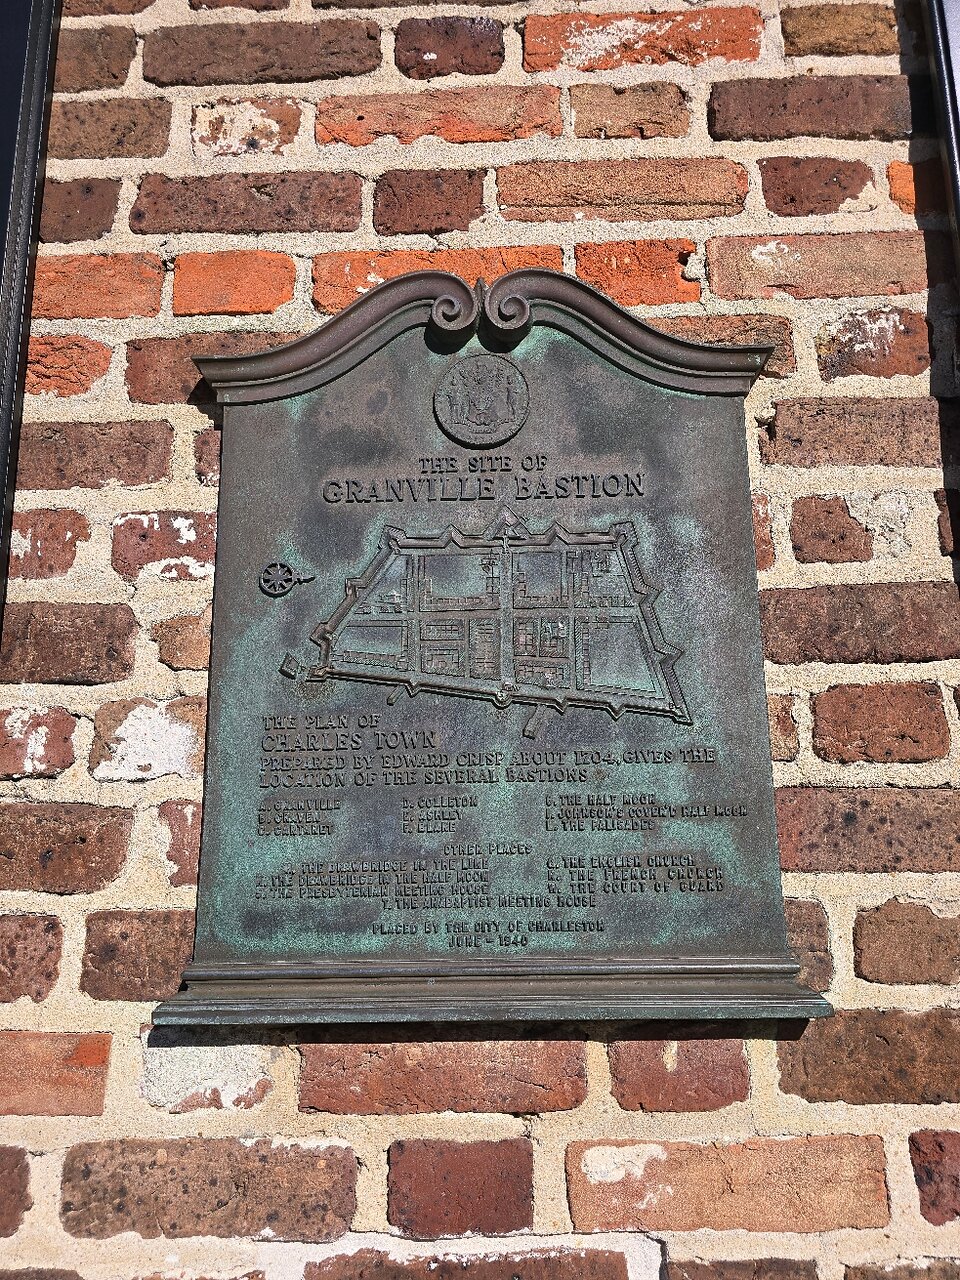 THE SITE OF
GRANVILLE BASTION
THE PLAN OF
CHARLES TOWN
PREPARED BY EDWARD CRISP ABOUT 1704, GIVES THE
LOCATION OF THE SEVERAL BASTIONS
A. GRANVILLE D. COLLETON G. THE HALF MOON
B. CRAVEN E. ASHLEY JOHNSON'S COVER'D HALF MOON
C. CARTARET F. BLAKE THE PALISADES
OTHER PLACES
THE DRAWBRIDGE IN THE LINE THE ENGLISH CHURCH
THE DRAWBRIDGE IN THE HALF MOON THE FRENCH CHURCH
THE PRESBYTERIAN MEETING HOUSE THE COURT OF GUARD
T. THE ANABAPTIST MEETING HOUSE
PLACED BY THE CITY OF CHARLESTON
JUNE - 1940